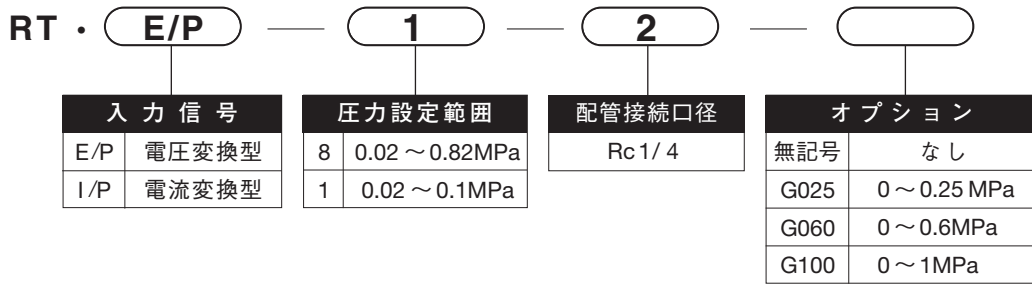 RT・ E/P — 1 — 2 —
入力信号
E/P 電圧変換型
I/P 電流変換型
圧力設定範囲
8 0.02～0.82MPa
1 0.02～0.1MPa
配管接続口径
Rc1/4
オプション
無記号 なし
G025 0～0.25MPa
G060 0～0.6MPa
G100 0～1MPa